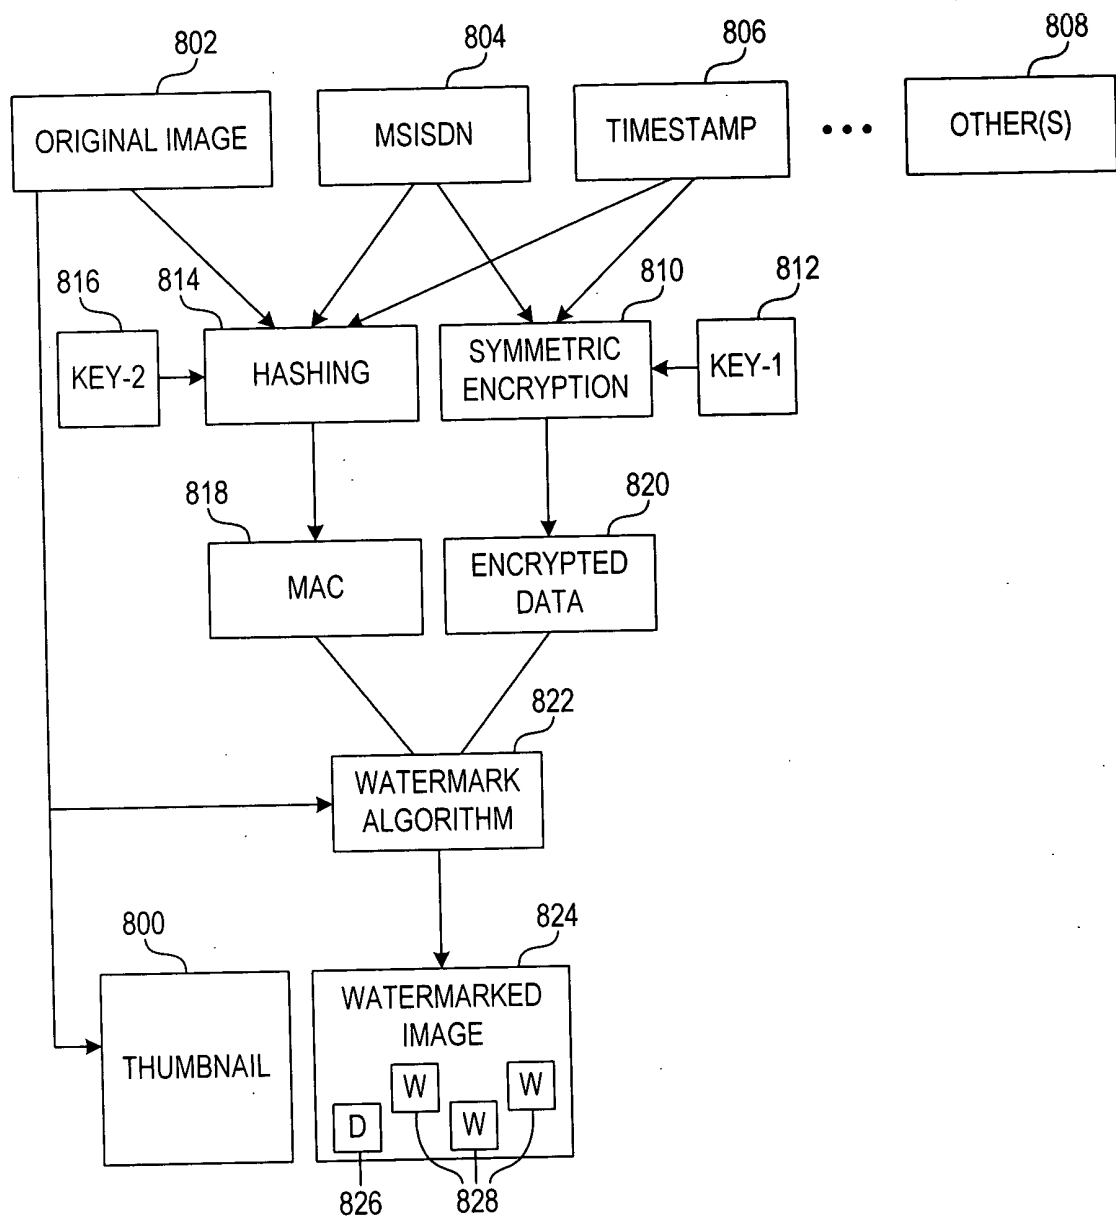 802
804
806
808
ORIGINAL IMAGE
MSISDN
TIMESTAMP
OTHER(S)
816
814
810
812
KEY-2
HASHING
SYMMETRIC
ENCRYPTION
KEY-1
818
820
MAC
ENCRYPTED
DATA
822
WATERMARK
ALGORITHM
800
824
THUMBNAIL
WATERMARKED
IMAGE
W
W
W
D
826
828